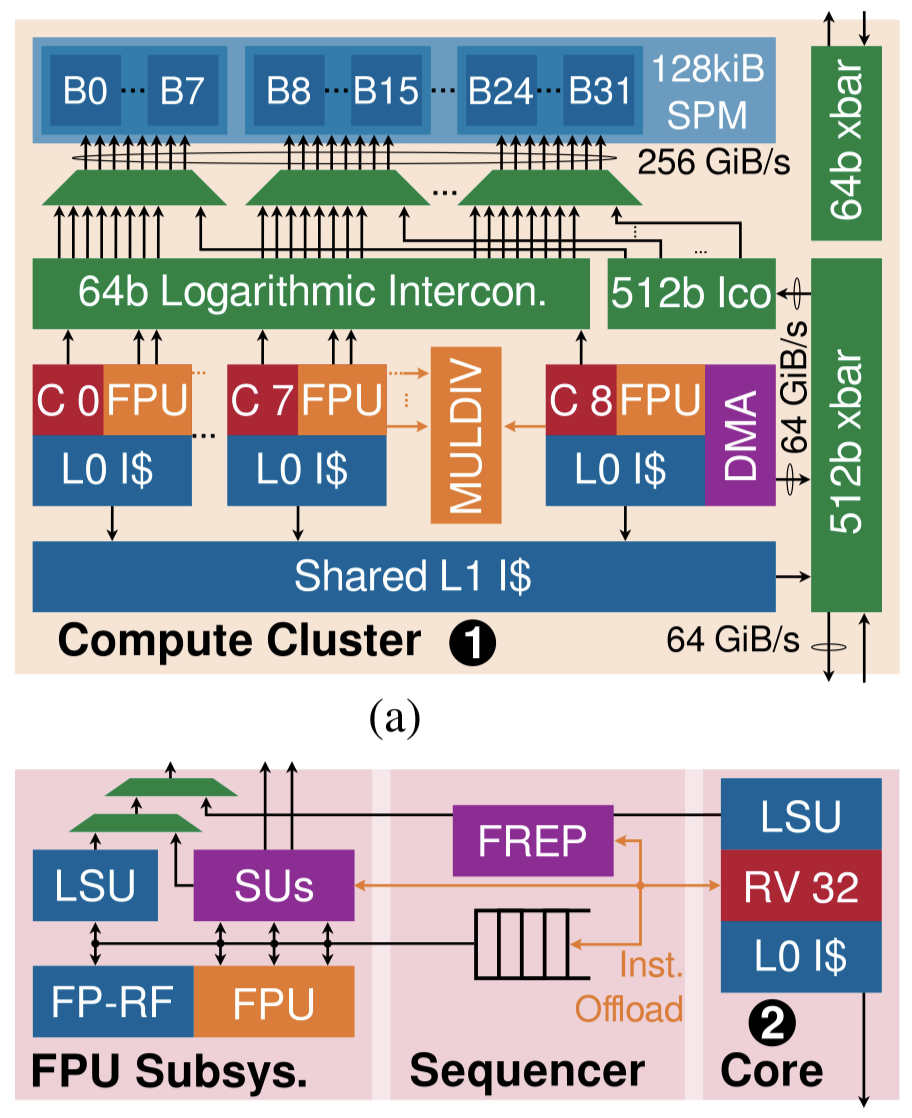 B0 ... B7 B8 ... B15 ... B24 ... B31
128kiB
SPM
256 GiB/s
64b xbar
...
64b Logarithmic Intercon.
512b Ico
64 GiB/s
512b xbar
C 0 FPU ... C 7 FPU
MULDIV
C 8 FPU
DMA
L0 I$ L0 I$ L0 I$
Shared L1 I$
Compute Cluster 1
64 GiB/s
(a)
LSU
FREP
LSU SUs RV 32
L0 I$
Inst.
Offload
FP-RF FPU
2
FPU Subsys. Sequencer Core